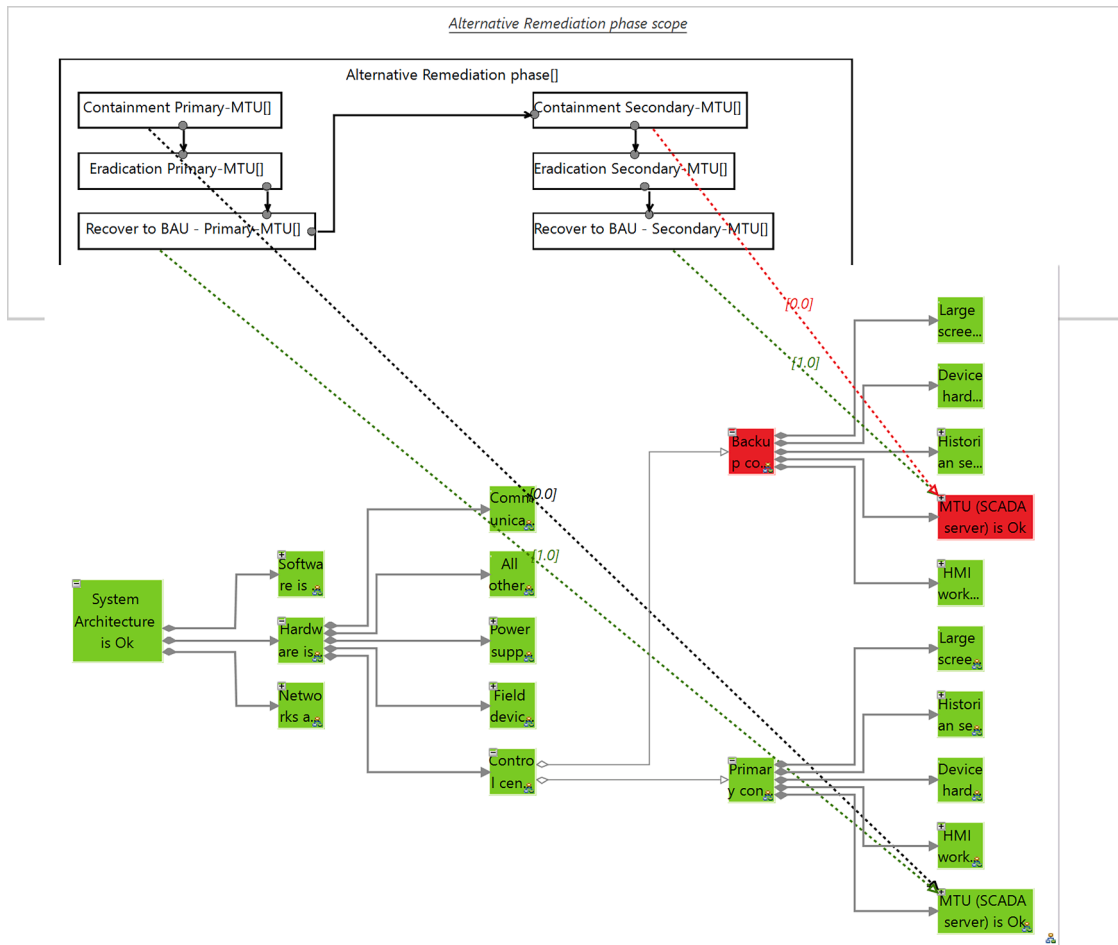 Alternative Remediation phase scope
Alternative Remediation phase[]
Containment Primary-MTU[]
Containment Secondary-MTU[]
Eradication Primary-MTU[]
Eradication Secondary-MTU[]
Recover to BAU - Primary-MTU[]
Recover to BAU - Secondary-MTU[]
[0.0]
[1.0]
Large
scree...
Device
hard...
Backu
p co...
Histori
an se...
MTU (SCADA
server) is Ok
HMI
work...
[0.0]
Comm
unica...
[1.0]
All
other...
Softwa
re is
System
Architecture
is Ok
Hardw
are is
Power
supp...
Netwo
rks a...
Field
devic...
Contro
l cen...
Large
scree...
Histori
an se...
Primar
y con...
Device
hard...
HMI
work...
MTU (SCADA
server) is Ok